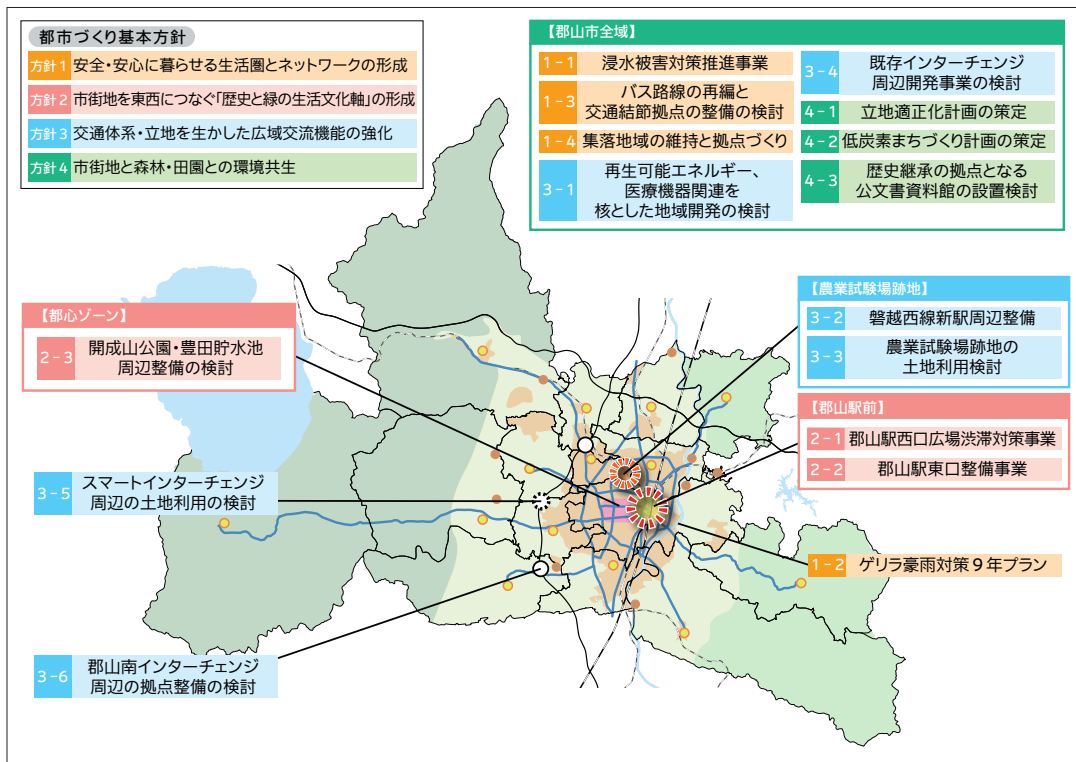 都市づくり基本方針
方針1 安全・安心に暮らせる生活圏とネットワークの形成
方針2 市街地を東西につなぐ「歴史と緑の生活文化軸」の形成
方針3 交通体系・立地を生かした広域交流機能の強化
方針4 市街地と森林・田園との環境共生
【郡山市全域】
1-1 浸水被害対策推進事業
1-3 バス路線の再編と
交通結節拠点の整備の検討
1-4 集落地域の維持と拠点づくり
3-1 再生可能エネルギー、
医療機器関連を
核とした地域開発の検討
3-4 既存インターチェンジ
周辺開発事業の検討
4-1 立地適正化計画の策定
4-2 低炭素まちづくり計画の策定
4-3 歴史継承の拠点となる
公文書資料館の設置検討
【都心ゾーン】
2-3 開成山公園・豊田貯水池
周辺整備の検討
【農業試験場跡地】
3-2 磐越西線新駅周辺整備
3-3 農業試験場跡地の
土地利用検討
【郡山駅前】
2-1 郡山駅西口広場渋滞対策事業
2-2 郡山駅東口整備事業
3-5 スマートインターチェンジ
周辺の土地利用の検討
1-2 ゲリラ豪雨対策9年プラン
3-6 郡山南インターチェンジ
周辺の拠点整備の検討